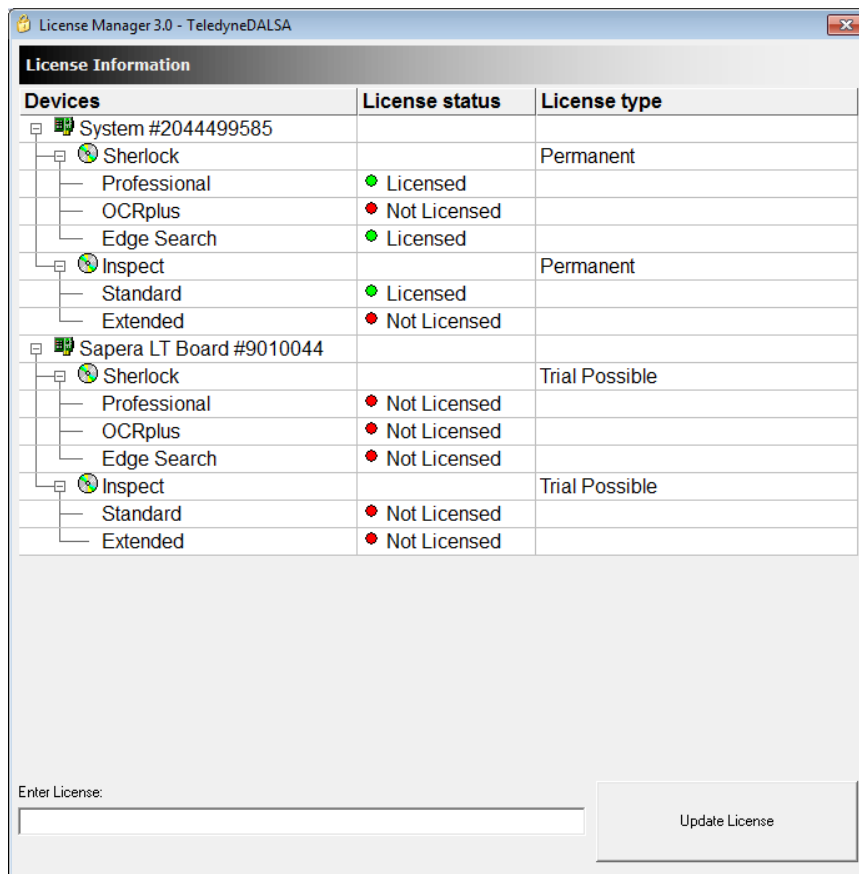 License Manager 3.0 - TeledyneDALSA
License Information
Devices License status License type
System #2044499585
Sherlock Permanent
Professional Licensed
OCRplus Not Licensed
Edge Search Licensed
Inspect Permanent
Standard Licensed
Extended Not Licensed
Sapera LT Board #9010044
Sherlock Trial Possible
Professional Not Licensed
OCRplus Not Licensed
Edge Search Not Licensed
Inspect Trial Possible
Standard Not Licensed
Extended Not Licensed
Enter License:
Update License